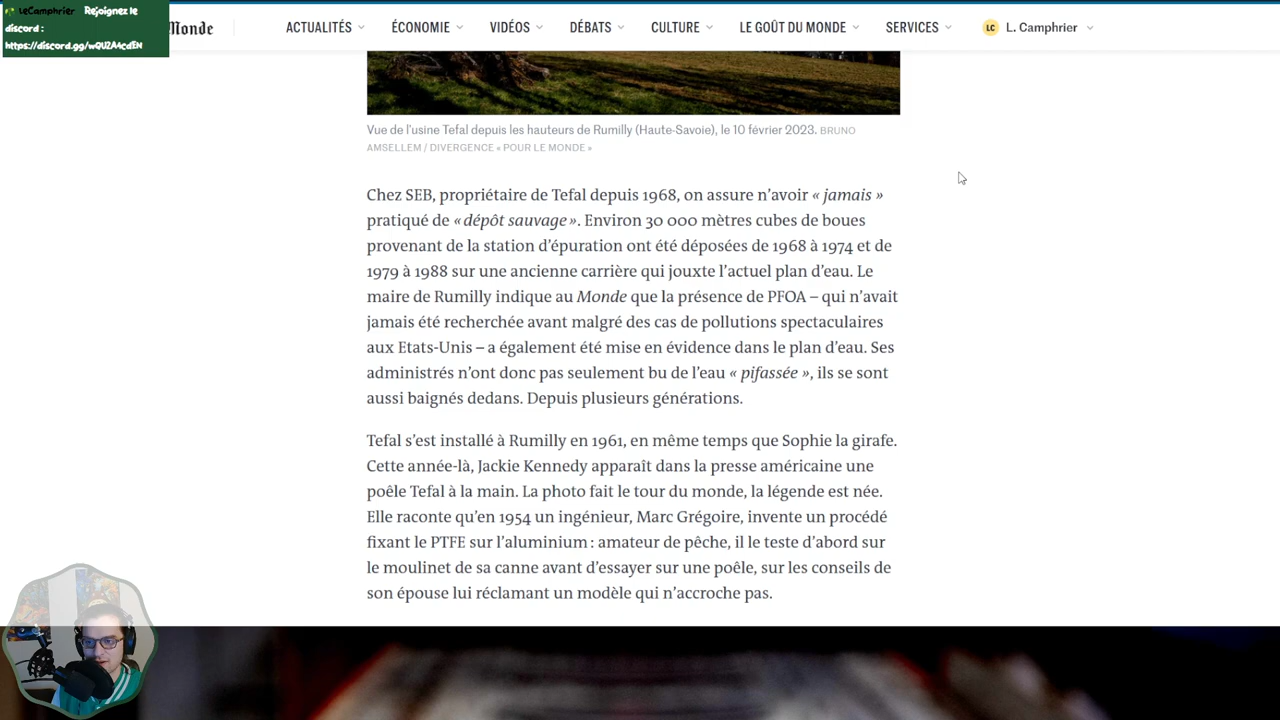 LeCamphrier Rejoignez le
discord :
https://discord.gg/wQU2A4cdEN
Monde
ACTUALITÉS ÉCONOMIE VIDÉOS DÉBATS CULTURE LE GOÛT DU MONDE SERVICES LC L. Camphrier
Vue de l'usine Tefal depuis les hauteurs de Rumilly (Haute-Savoie), le 10 février 2023. BRUNO
AMSELLEM / DIVERGENCE « POUR LE MONDE »
Chez SEB, propriétaire de Tefal depuis 1968, on assure n’avoir « jamais »
pratiqué de « dépôt sauvage ». Environ 30 000 mètres cubes de boues
provenant de la station d’épuration ont été déposées de 1968 à 1974 et de
1979 à 1988 sur une ancienne carrière qui jouxte l’actuel plan d’eau. Le
maire de Rumilly indique au Monde que la présence de PFOA – qui n’avait
jamais été recherchée avant malgré des cas de pollutions spectaculaires
aux Etats-Unis – a également été mise en évidence dans le plan d’eau. Ses
administrés n’ont donc pas seulement bu de l’eau « pifassée », ils se sont
aussi baignés dedans. Depuis plusieurs générations.
Tefal s’est installé à Rumilly en 1961, en même temps que Sophie la girafe.
Cette année-là, Jackie Kennedy apparaît dans la presse américaine une
poêle Tefal à la main. La photo fait le tour du monde, la légende est née.
Elle raconte qu’en 1954 un ingénieur, Marc Grégoire, invente un procédé
fixant le PTFE sur l’aluminium : amateur de pêche, il le teste d’abord sur
le moulinet de sa canne avant d’essayer sur une poêle, sur les conseils de
son épouse lui réclamant un modèle qui n’accroche pas.